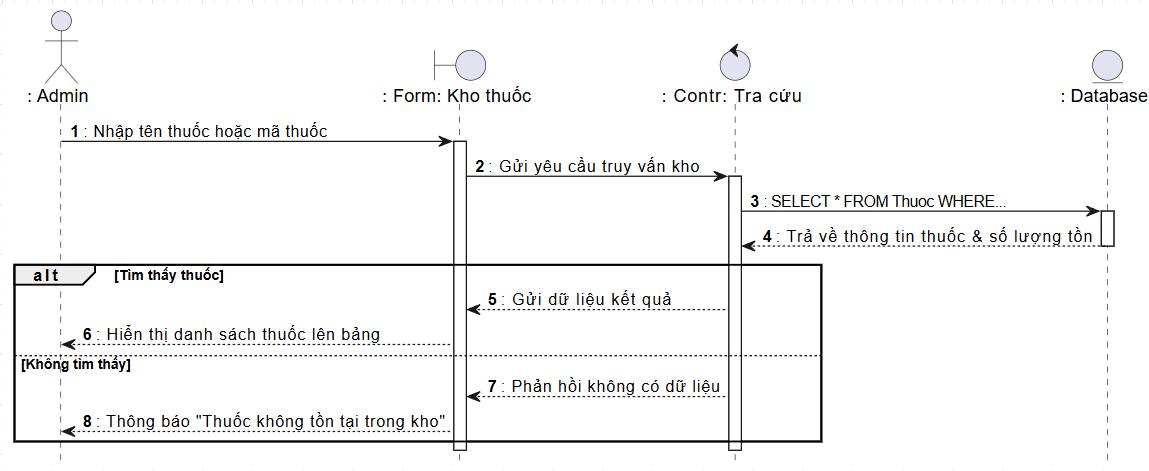 : Admin
: Form: Kho thuốc
: Contr: Tra cứu
: Database
1 : Nhập tên thuốc hoặc mã thuốc
2 : Gửi yêu cầu truy vấn kho
3 : SELECT * FROM Thuoc WHERE...
4 : Trả về thông tin thuốc & số lượng tồn
alt [Tìm thấy thuốc]
5 : Gửi dữ liệu kết quả
6 : Hiển thị danh sách thuốc lên bảng
[Không tìm thấy]
7 : Phản hồi không có dữ liệu
8 : Thông báo "Thuốc không tồn tại trong kho"